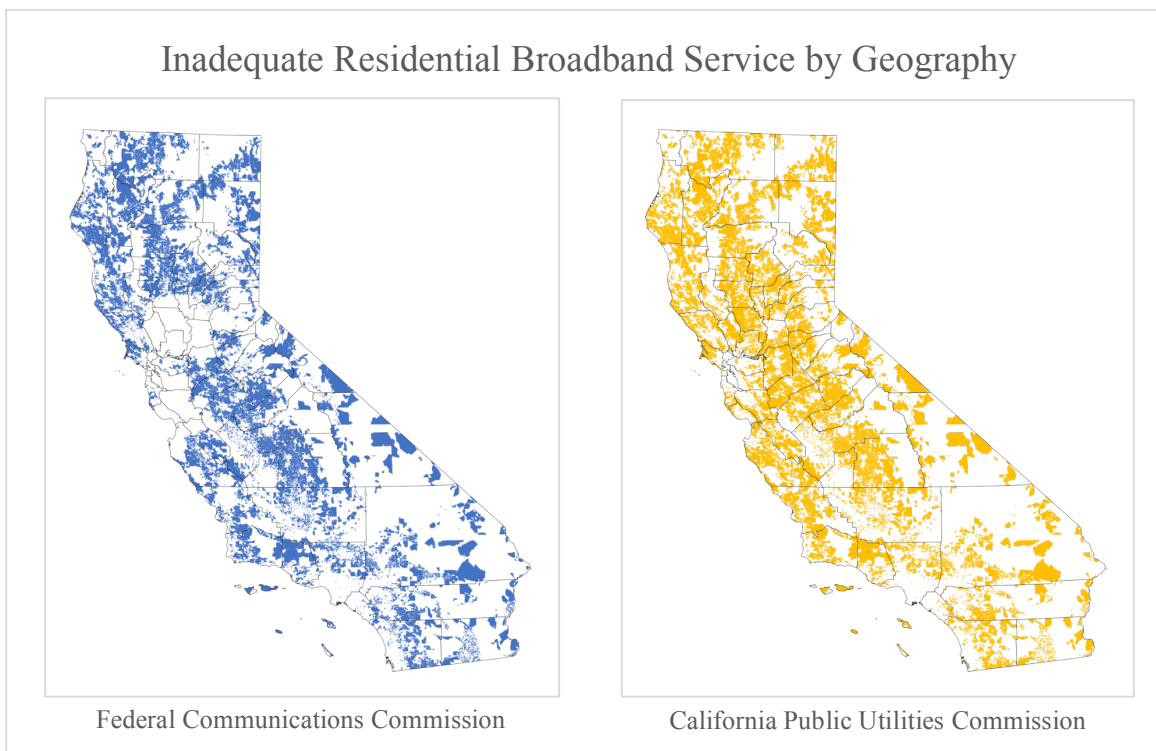 Inadequate Residential Broadband Service by Geography
Federal Communications Commission
California Public Utilities Commission